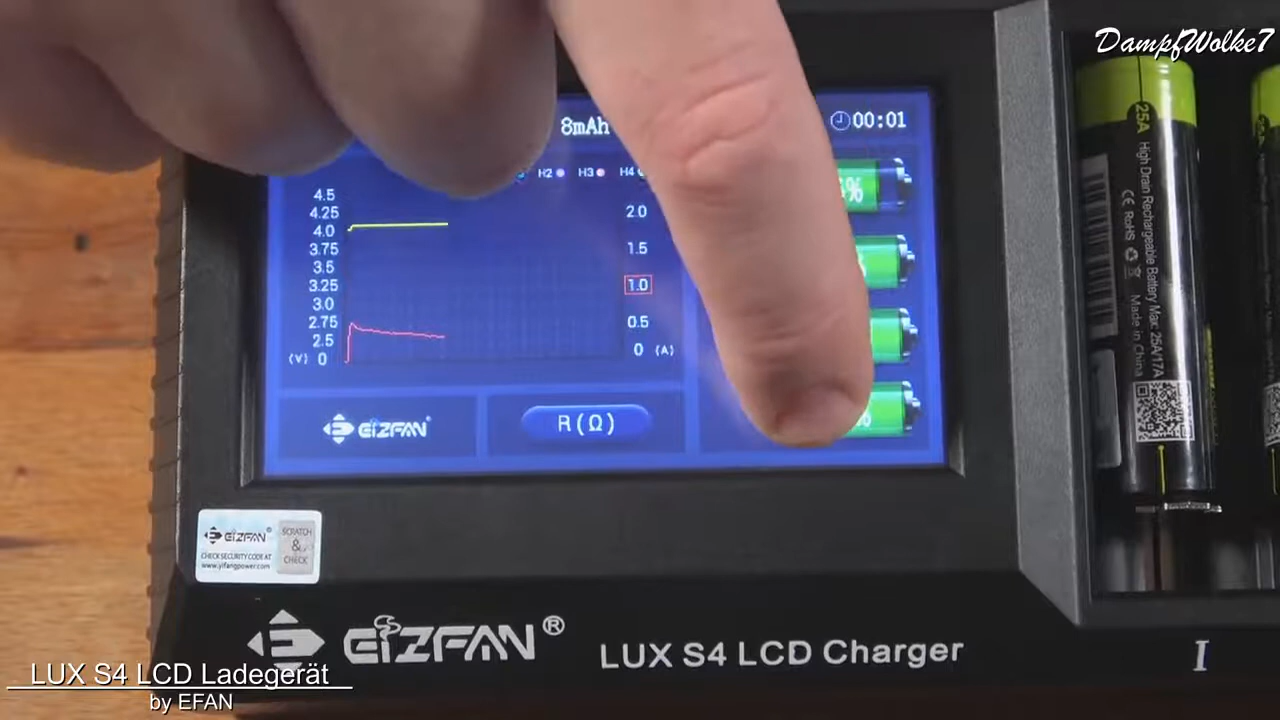 DampfWolke7
8mAh
00:01
H2 H3 H4
4.5
4.25
4.0
3.75
3.5
3.25
3.0
2.75
2.5
(V) 0
2.0
1.5
1.0
0.5
0 (A)
%
EIZFAN®
R(Ω)
EIZFAN®
CHECK SECURITY CODE AT
www.yifangpower.com
SCRATCH
&
CHECK
EIZFAN®
LUX S4 LCD Charger
I
25A High Drain Rechargeable Battery Max: 25A/17A
CE RoHS Made in China
LUX S4 LCD Ladegerät
by EFAN